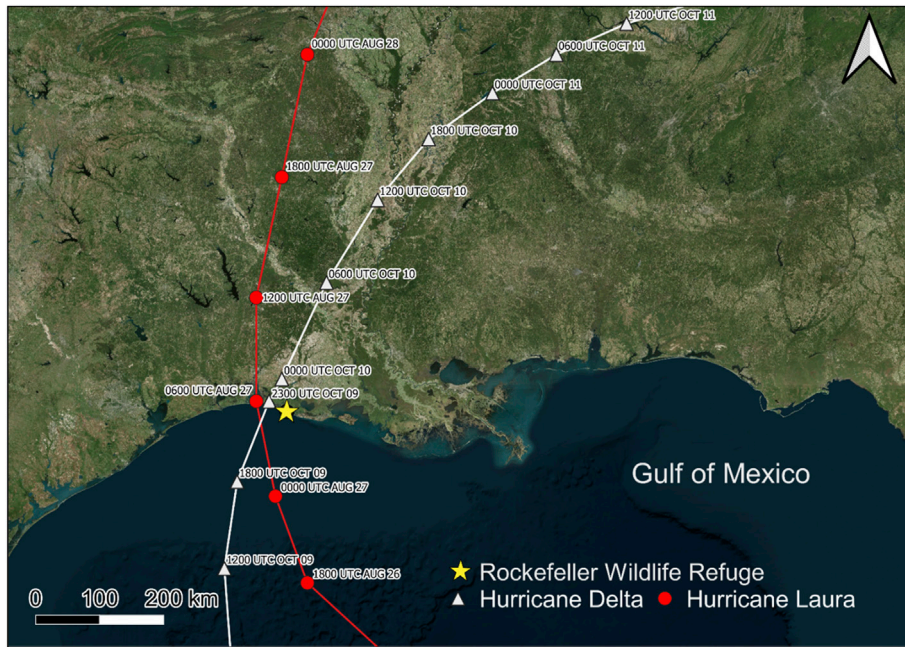 1200 UTC OCT 11
0000 UTC AUG 28
0600 UTC OCT 11
0000 UTC OCT 11
1800 UTC OCT 10
1800 UTC AUG 27
1200 UTC OCT 10
0600 UTC OCT 10
1200 UTC AUG 27
0000 UTC OCT 10
0600 UTC AUG 27
2300 UTC OCT 09
Gulf of Mexico
1800 UTC OCT 09
0000 UTC AUG 27
1200 UTC OCT 09
1800 UTC AUG 26
Rockefeller Wildlife Refuge
Hurricane Delta
Hurricane Laura
0 100 200 km